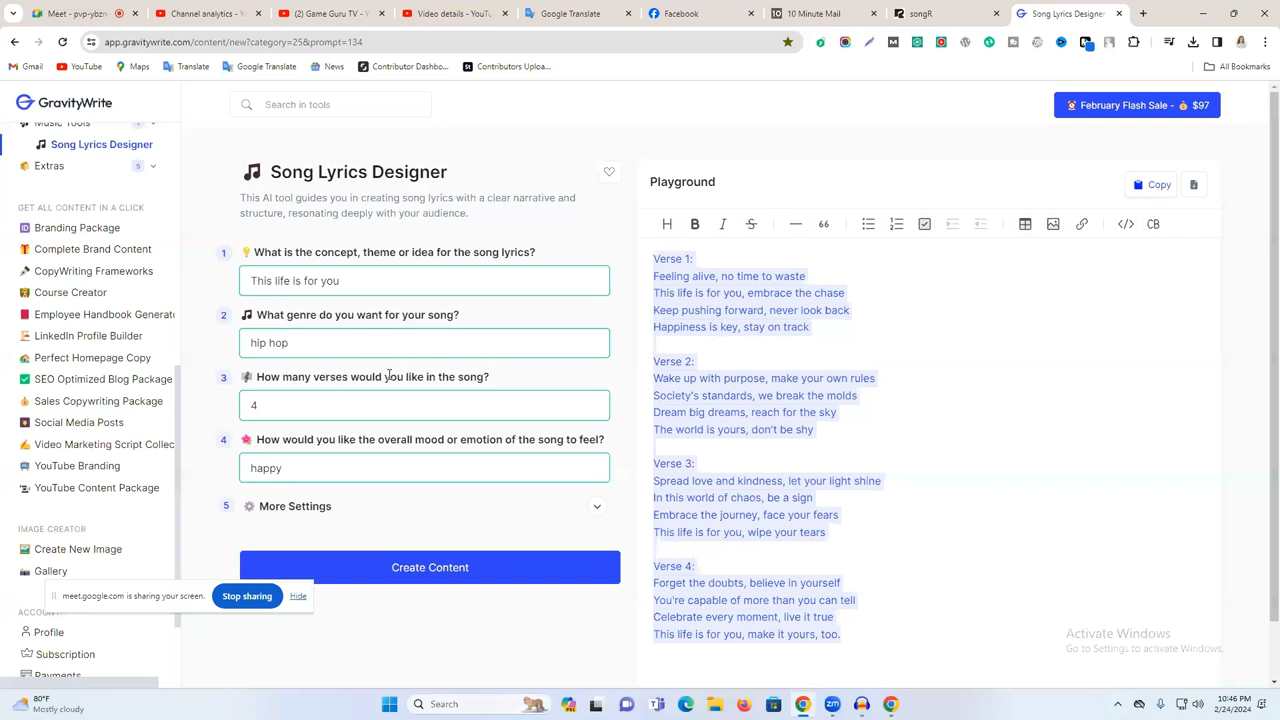 Meet - pvp-
Channel analytics -
(2) Game Guru TV -
Video details -
Google Translate
Facebook
10 Minute Mail
songR
Song Lyrics Designer
app.gravitywrite.com/content/new?category=25&prompt=134
Gmail
YouTube
Maps
Translate
Google Translate
News
Contributor Dashbo...
Contributors Uploa...
All Bookmarks
GravityWrite
Search in tools
February Flash Sale - 💰 $97
Music Tools
Song Lyrics Designer
Extras
5
GET ALL CONTENT IN A CLICK
Branding Package
Complete Brand Content
CopyWriting Frameworks
Course Creator
Employee Handbook Generato
LinkedIn Profile Builder
Perfect Homepage Copy
SEO Optimized Blog Package
Sales Copywriting Package
Social Media Posts
Video Marketing Script Collec
YouTube Branding
YouTube Content Package
IMAGE CREATOR
Create New Image
Gallery
meet.google.com is sharing your screen.
Stop sharing
Hide
Profile
Subscription
Payments
Song Lyrics Designer
This AI tool guides you in creating song lyrics with a clear narrative and
structure, resonating deeply with your audience.
1 What is the concept, theme or idea for the song lyrics?
This life is for you
2 What genre do you want for your song?
hip hop
3 How many verses would you like in the song?
4
4 How would you like the overall mood or emotion of the song to feel?
happy
5 More Settings
Create Content
Playground
Copy
H B I S 66 CB
Verse 1:
Feeling alive, no time to waste
This life is for you, embrace the chase
Keep pushing forward, never look back
Happiness is key, stay on track
Verse 2:
Wake up with purpose, make your own rules
Society's standards, we break the molds
Dream big dreams, reach for the sky
The world is yours, don't be shy
Verse 3:
Spread love and kindness, let your light shine
In this world of chaos, be a sign
Embrace the journey, face your fears
This life is for you, wipe your tears
Verse 4:
Forget the doubts, believe in yourself
You're capable of more than you can tell
Celebrate every moment, live it true
This life is for you, make it yours, too.
Activate Windows
Go to Settings to activate Windows.
80°F
Mostly cloudy
Search
10:46 PM
2/24/2024